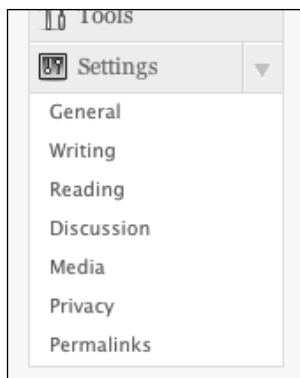 Tools
Settings
General
Writing
Reading
Discussion
Media
Privacy
Permalinks